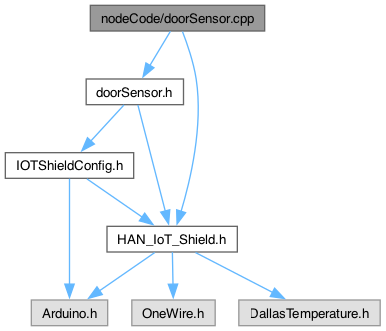 nodeCode/doorSensor.cpp
doorSensor.h
IOTShieldConfig.h
HAN_IoT_Shield.h
Arduino.h
OneWire.h
DallasTemperature.h